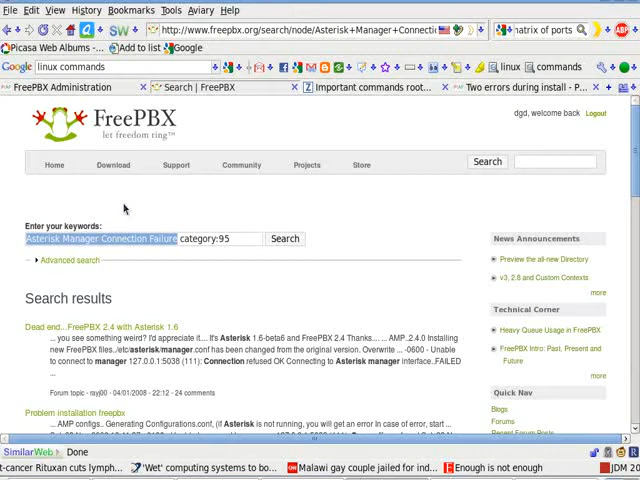 File Edit View History Bookmarks Tools Aviary Help
http://www.freepbx.org/search/node/Asterisk+Manager+Connecti
natrix of ports
ABP
Picasa Web Albums -... Add to list Google
Google linux commands linux commands
FreePBX Administration Search | FreePBX Important commands root... Two errors during install - P...
FreePBX
let freedom ring™
dgd, welcome back Logout
Home Download Support Community Projects Store Search
Enter your keywords:
Asterisk Manager Connection Failure category:95 Search
Advanced search
Search results
Dead end...FreePBX 2.4 with Asterisk 1.6
... you see something weird? I'd appreciate it.... It's Asterisk 1.6-beta6 and FreePBX 2.4 Thanks.... ... AMP..2.4.0 Installing
new FreePBX files../etc/asterisk/manager.conf has been changed from the original version. Overwrite ... -0600 - Unable
to connect to manager 127.0.0.1:5038 (111): Connection refused OK Connecting to Asterisk manager interface..FAILED
...
Forum topic - rayj00 - 04/01/2008 - 22:12 - 24 comments
Problem installation freepbx
... AMP configs.. Generating Configurations.conf, (if Asterisk is not running, you will get an error In case of error, start ...
News Announcements
Preview the all-new Directory
v3, 2.8 and Custom Contexts
more
Technical Corner
Heavy Queue Usage in FreePBX
FreePBX Intro: Past, Present and
Future
more
Quick Nav
Blogs
Forums
Recent Forum Posts
SimilarWeb Done
t-cancer Rituxan cuts lymph... 'Wet' computing systems to bo... Malawi gay couple jailed for ind... Enough is not enough JDM 20